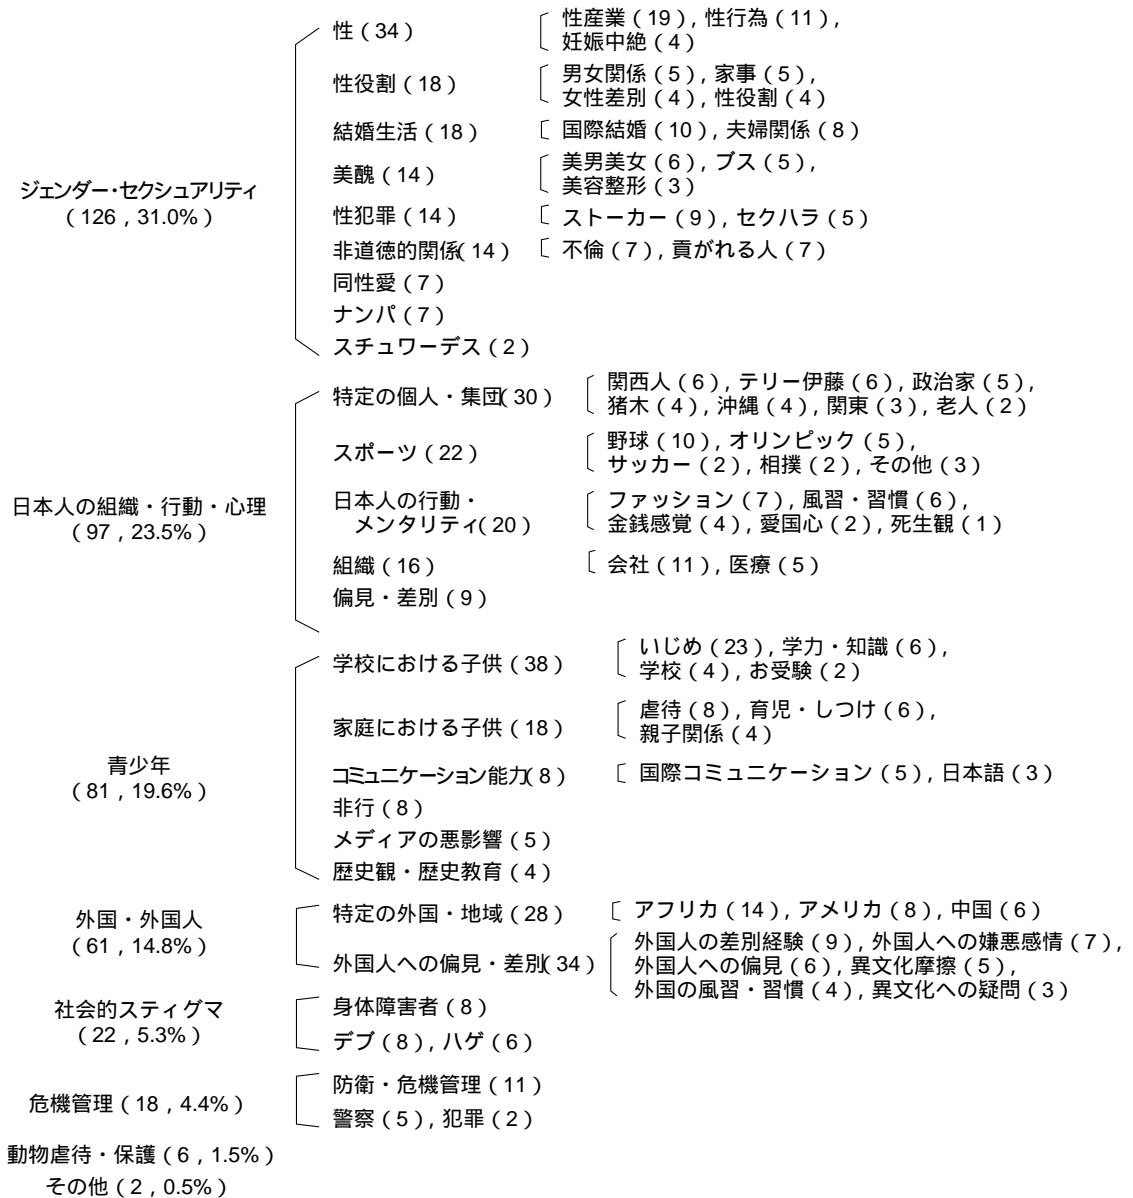 性（34）
性産業（19）, 性行為（11）,
妊娠中絶（4）
性役割（18）
男女関係（5）, 家事（5）,
女性差別（4）, 性役割（4）
結婚生活（18）
国際結婚（10）, 夫婦関係（8）
美醜（14）
美男美女（6）, ブス（5）,
美容整形（3）
ジェンダー・セクシュアリティ
（126 , 31.0%）
性犯罪（14）
ストーカー（9）, セクハラ（5）
非道徳的関係（14）
不倫（7）, 貢がれる人（7）
同性愛（7）
ナンパ（7）
スチュワーデス（2）
特定の個人・集団（30）
関西人（6）, テリー伊藤（6）, 政治家（5）,
猪木（4）, 沖縄（4）, 関東（3）, 老人（2）
スポーツ（22）
野球（10）, オリンピック（5）,
サッカー（2）, 相撲（2）, その他（3）
日本人の組織・行動・心理
（97 , 23.5%）
日本人の行動・
メンタリティ（20）
ファッション（7）, 風習・習慣（6）,
金銭感覚（4）, 愛国心（2）, 死生観（1）
組織（16）
会社（11）, 医療（5）
偏見・差別（9）
学校における子供（38）
いじめ（23）, 学力・知識（6）,
学校（4）, お受験（2）
家庭における子供（18）
虐待（8）, 育児・しつけ（6）,
親子関係（4）
青少年
（81 , 19.6%）
コミュニケーション能力（8）
国際コミュニケーション（5）, 日本語（3）
非行（8）
メディアの悪影響（5）
歴史観・歴史教育（4）
外国・外国人
（61 , 14.8%）
特定の外国・地域（28）
アフリカ（14）, アメリカ（8）, 中国（6）
外国人への偏見・差別（34）
外国人の差別経験（9）, 外国人への嫌悪感情（7）,
外国人への偏見（6）, 異文化摩擦（5）,
外国の風習・習慣（4）, 異文化への疑問（3）
社会的スティグマ
（22 , 5.3%）
身体障害者（8）
デブ（8）, ハゲ（6）
危機管理（18 , 4.4%）
防衛・危機管理（11）
警察（5）, 犯罪（2）
動物虐待・保護（6 , 1.5%）
その他（2 , 0.5%）